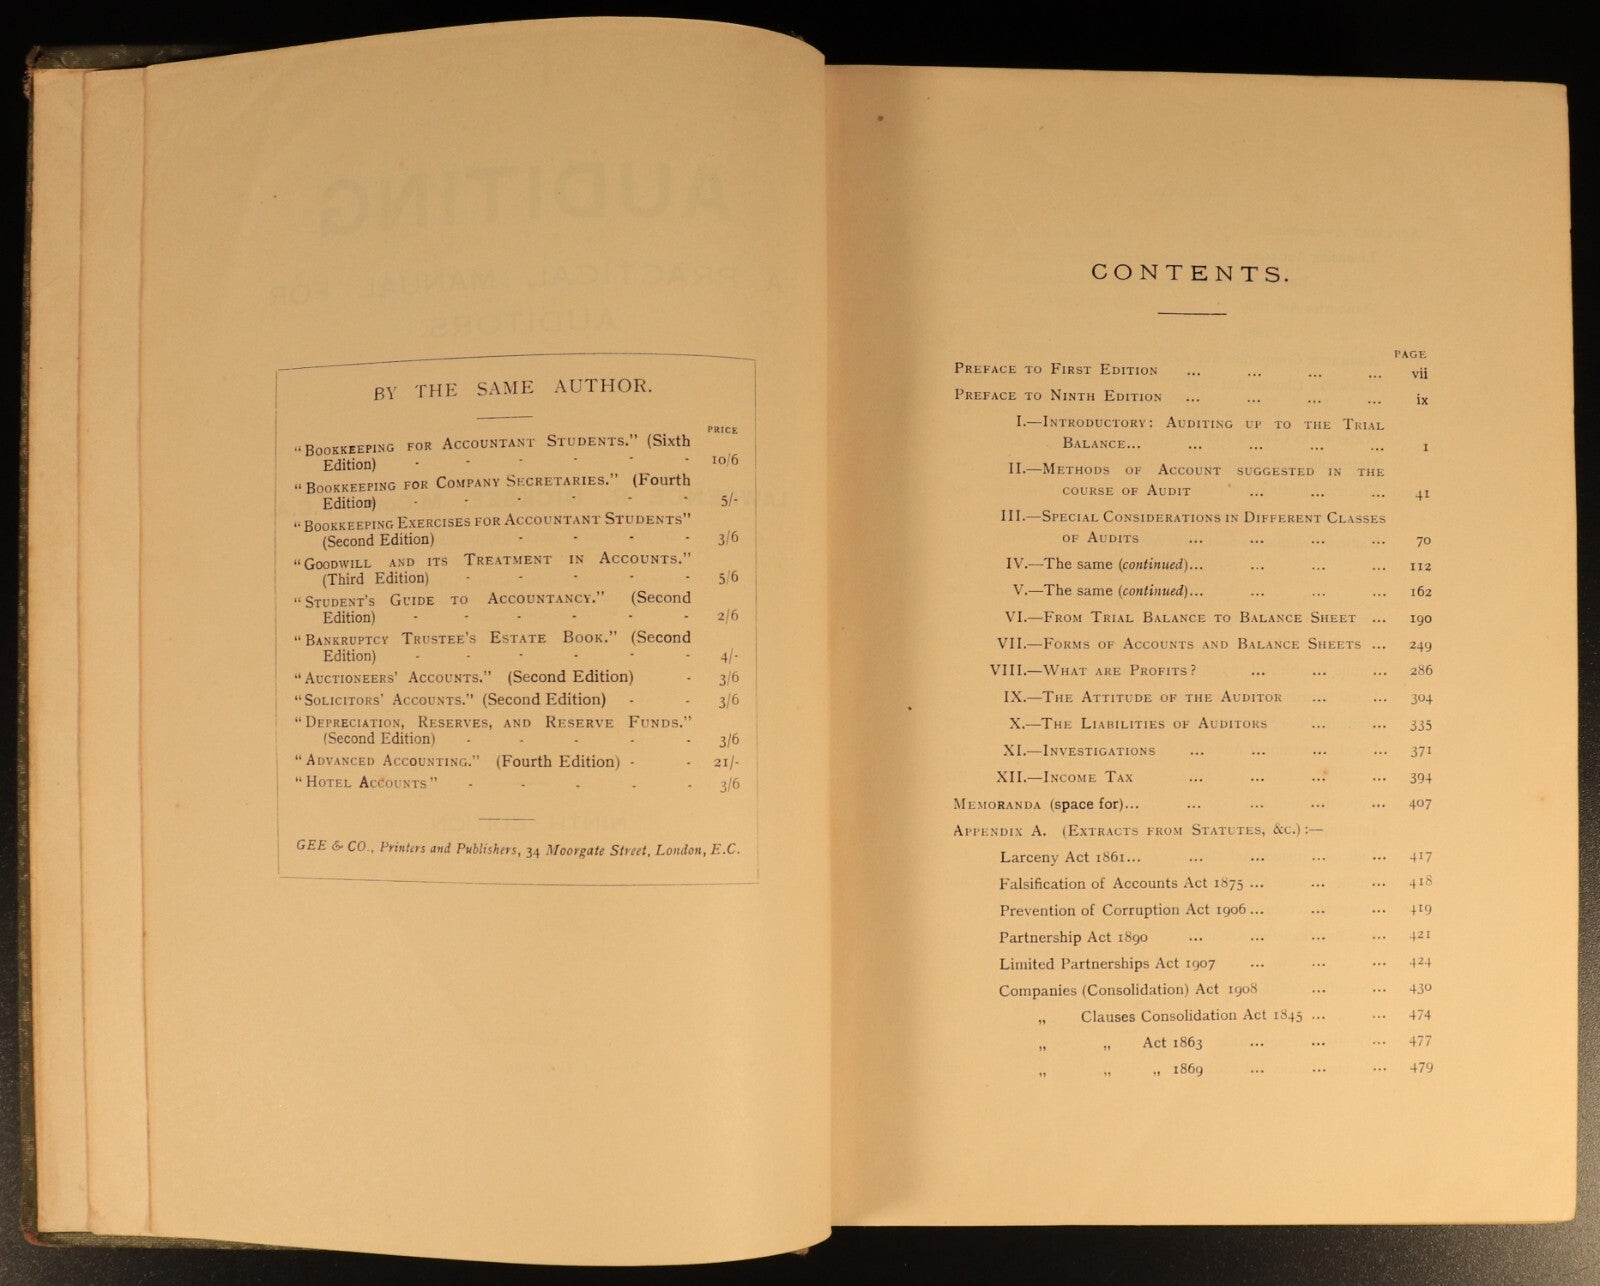 BY THE SAME AUTHOR.
PRICE
"BOOKKEEPING FOR ACCOUNTANT STUDENTS." (Sixth
Edition) - - - - - - 10/6
"BOOKKEEPING FOR COMPANY SECRETARIES." (Fourth
Edition) - - - - - - 5/-
"BOOKKEEPING EXERCISES FOR ACCOUNTANT STUDENTS"
(Second Edition) - - - - 3/6
"GOODWILL AND ITS TREATMENT IN ACCOUNTS."
(Third Edition) - - - - - 5/6
"STUDENT'S GUIDE TO ACCOUNTANCY." (Second
Edition) - - - - - - 2/6
"BANKRUPTCY TRUSTEE'S ESTATE BOOK." (Second
Edition) - - - - - - 4/-
"AUCTIONEERS' ACCOUNTS." (Second Edition) - 3/6
"SOLICITORS' ACCOUNTS." (Second Edition) - - 3/6
"DEPRECIATION, RESERVES, AND RESERVE FUNDS."
(Second Edition) - - - - - 3/6
"ADVANCED ACCOUNTING." (Fourth Edition) - - 21/-
"HOTEL ACCOUNTS" - - - - - 3/6
GEE & CO., Printers and Publishers, 34 Moorgate Street, London, E.C.
CONTENTS.
PAGE
PREFACE TO FIRST EDITION ... ... ... ... vii
PREFACE TO NINTH EDITION ... ... ... ... ix
I.—INTRODUCTORY: AUDITING UP TO THE TRIAL
BALANCE... ... ... ... ... 1
II.—METHODS OF ACCOUNT SUGGESTED IN THE
COURSE OF AUDIT ... ... ... 41
III.—SPECIAL CONSIDERATIONS IN DIFFERENT CLASSES
OF AUDITS ... ... ... ... 70
IV.—The same (continued)... ... ... ... 112
V.—The same (continued)... ... ... ... 162
VI.—FROM TRIAL BALANCE TO BALANCE SHEET ... 190
VII.—FORMS OF ACCOUNTS AND BALANCE SHEETS ... 249
VIII.—WHAT ARE PROFITS? ... ... ... 286
IX.—THE ATTITUDE OF THE AUDITOR ... ... 304
X.—THE LIABILITIES OF AUDITORS ... ... 335
XI.—INVESTIGATIONS ... ... ... ... 371
XII.—INCOME TAX ... ... ... ... 394
MEMORANDA (space for)... ... ... ... ... 407
APPENDIX A. (EXTRACTS FROM STATUTES, &C.) :—
Larceny Act 1861... ... ... ... ... 417
Falsification of Accounts Act 1875 ... ... ... 418
Prevention of Corruption Act 1906 ... ... ... 419
Partnership Act 1890 ... ... ... ... 421
Limited Partnerships Act 1907 ... ... ... 424
Companies (Consolidation) Act 1908 ... ... 430
„ Clauses Consolidation Act 1845 ... ... 474
„ „ Act 1863 ... ... ... 477
„ „ „ 1869 ... ... ... 479